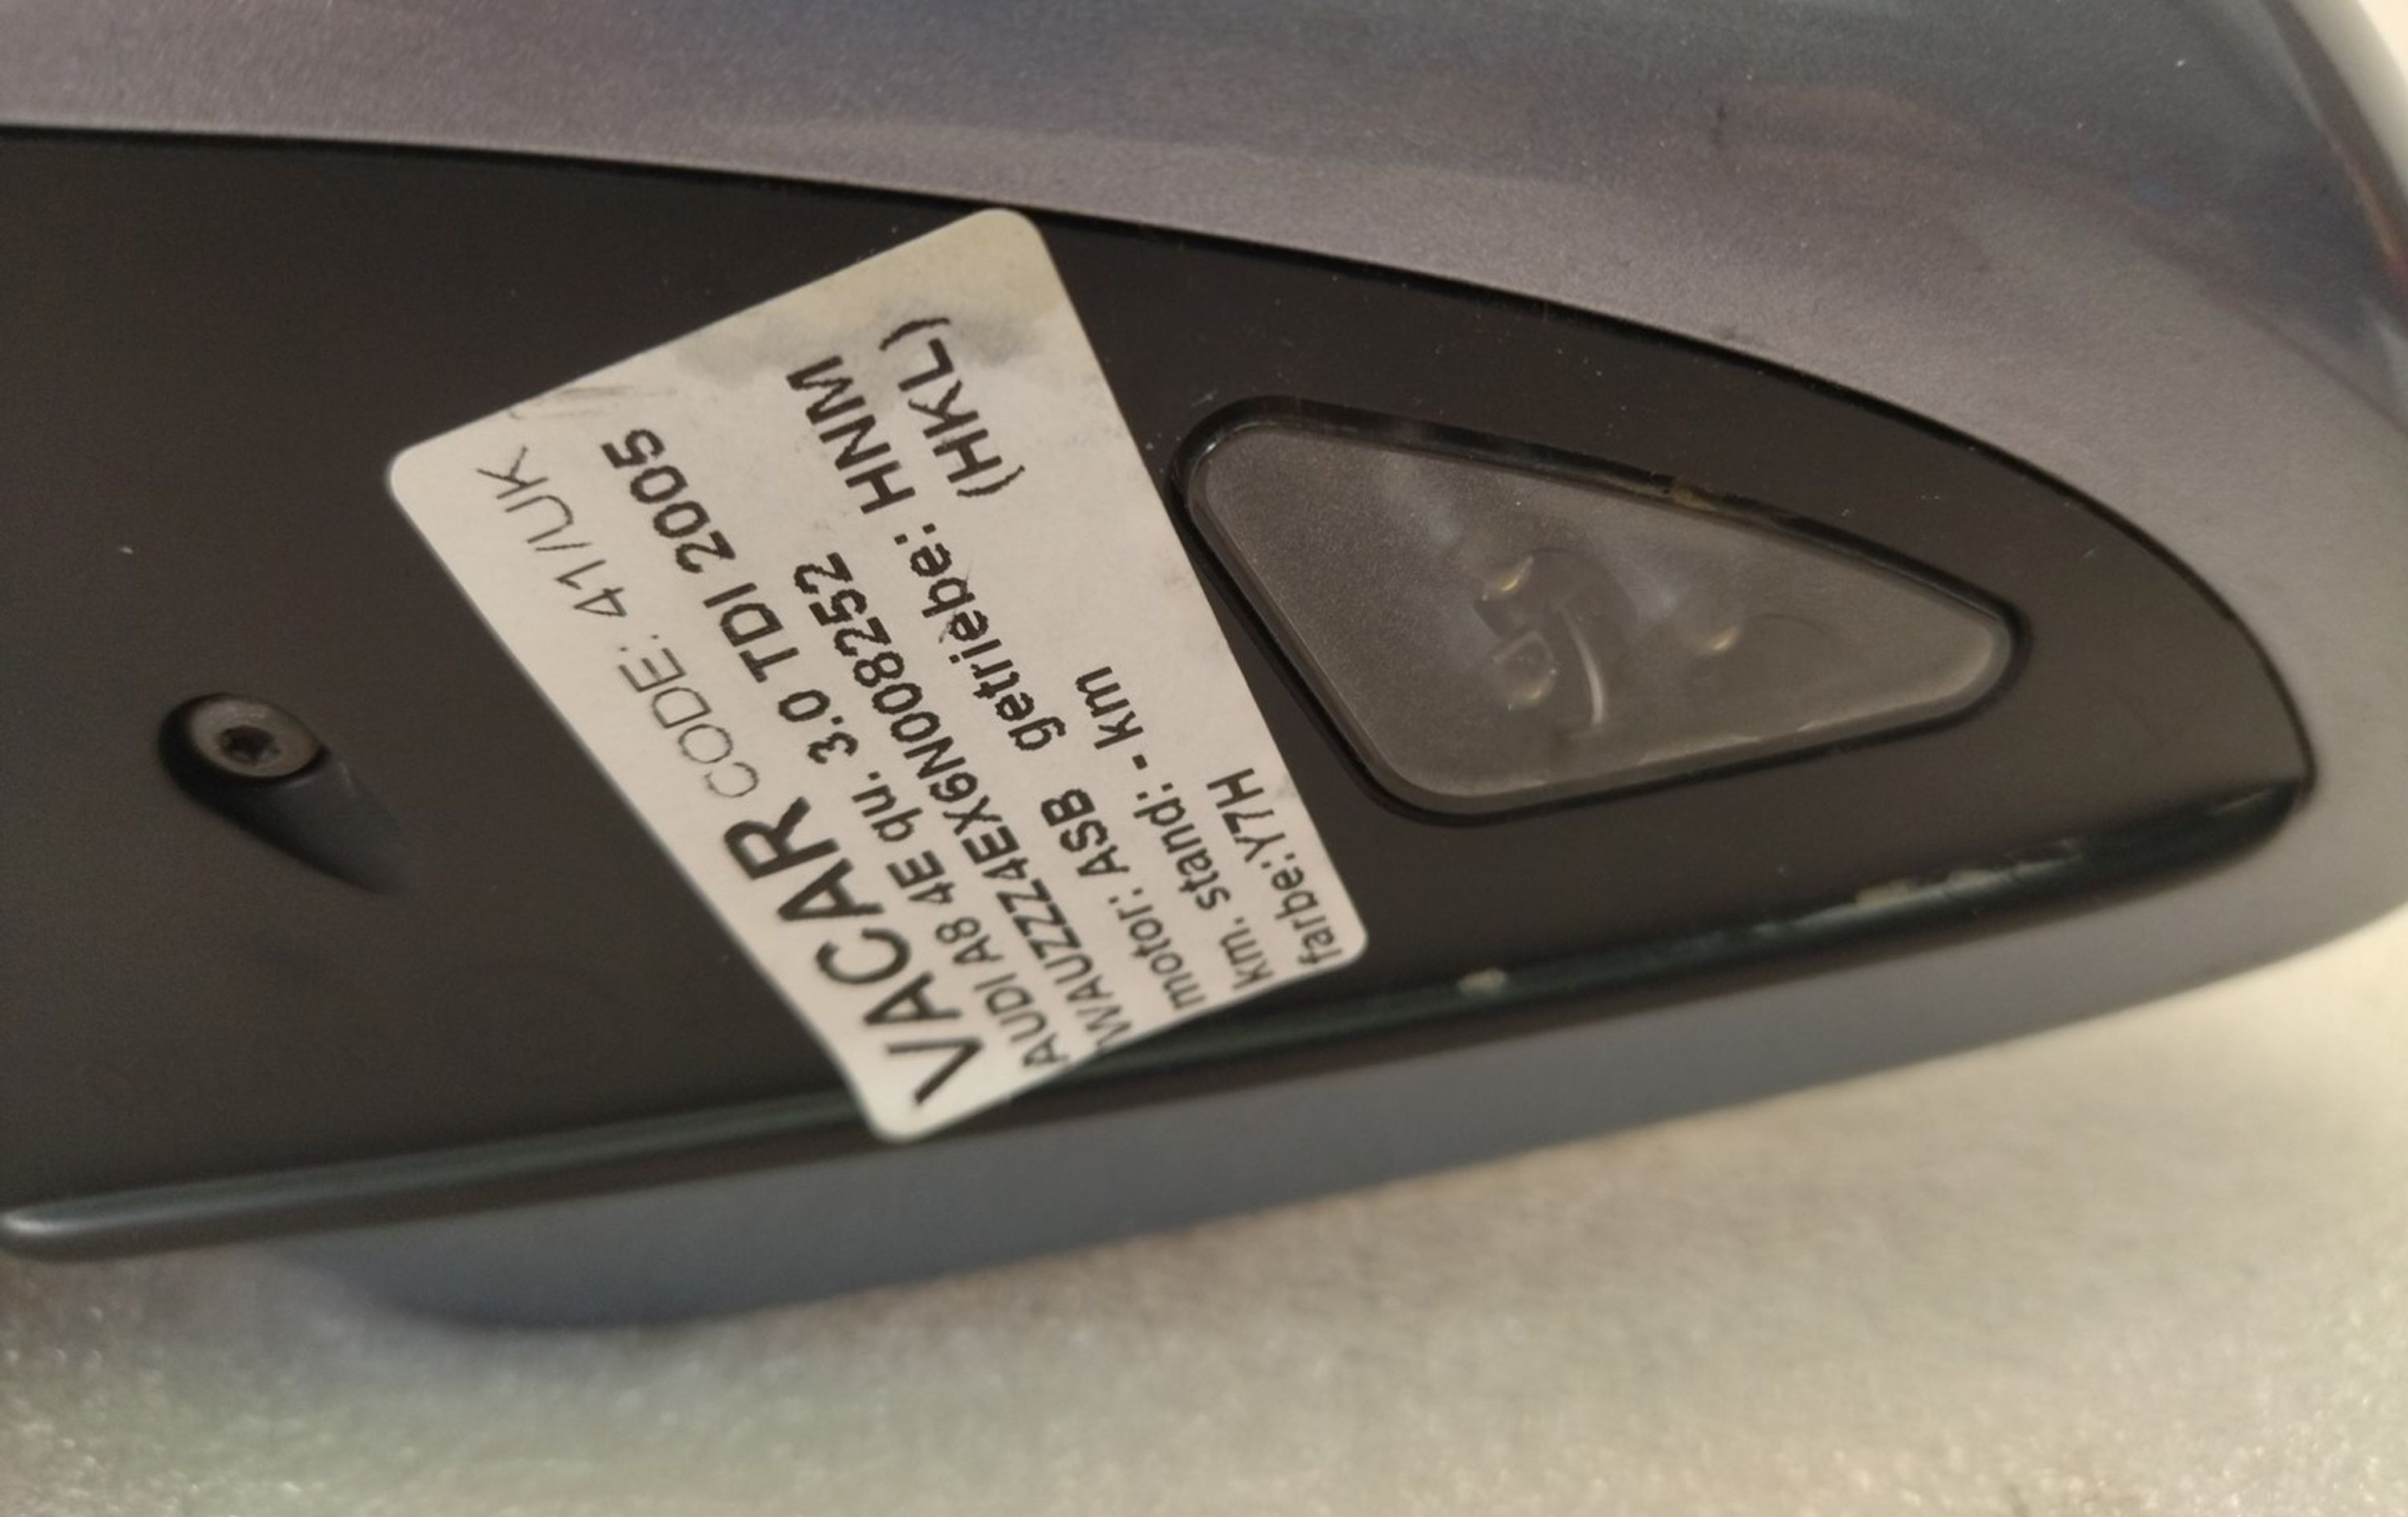 VACAR CODE: 41/UK
AUDI A8 4E qu. 3.0 TDI 2005
WAUZZZ4EX6N008252
motor: ASB getriebe: HNM
(HKL)
km. stand: - km
farbe:Y7H